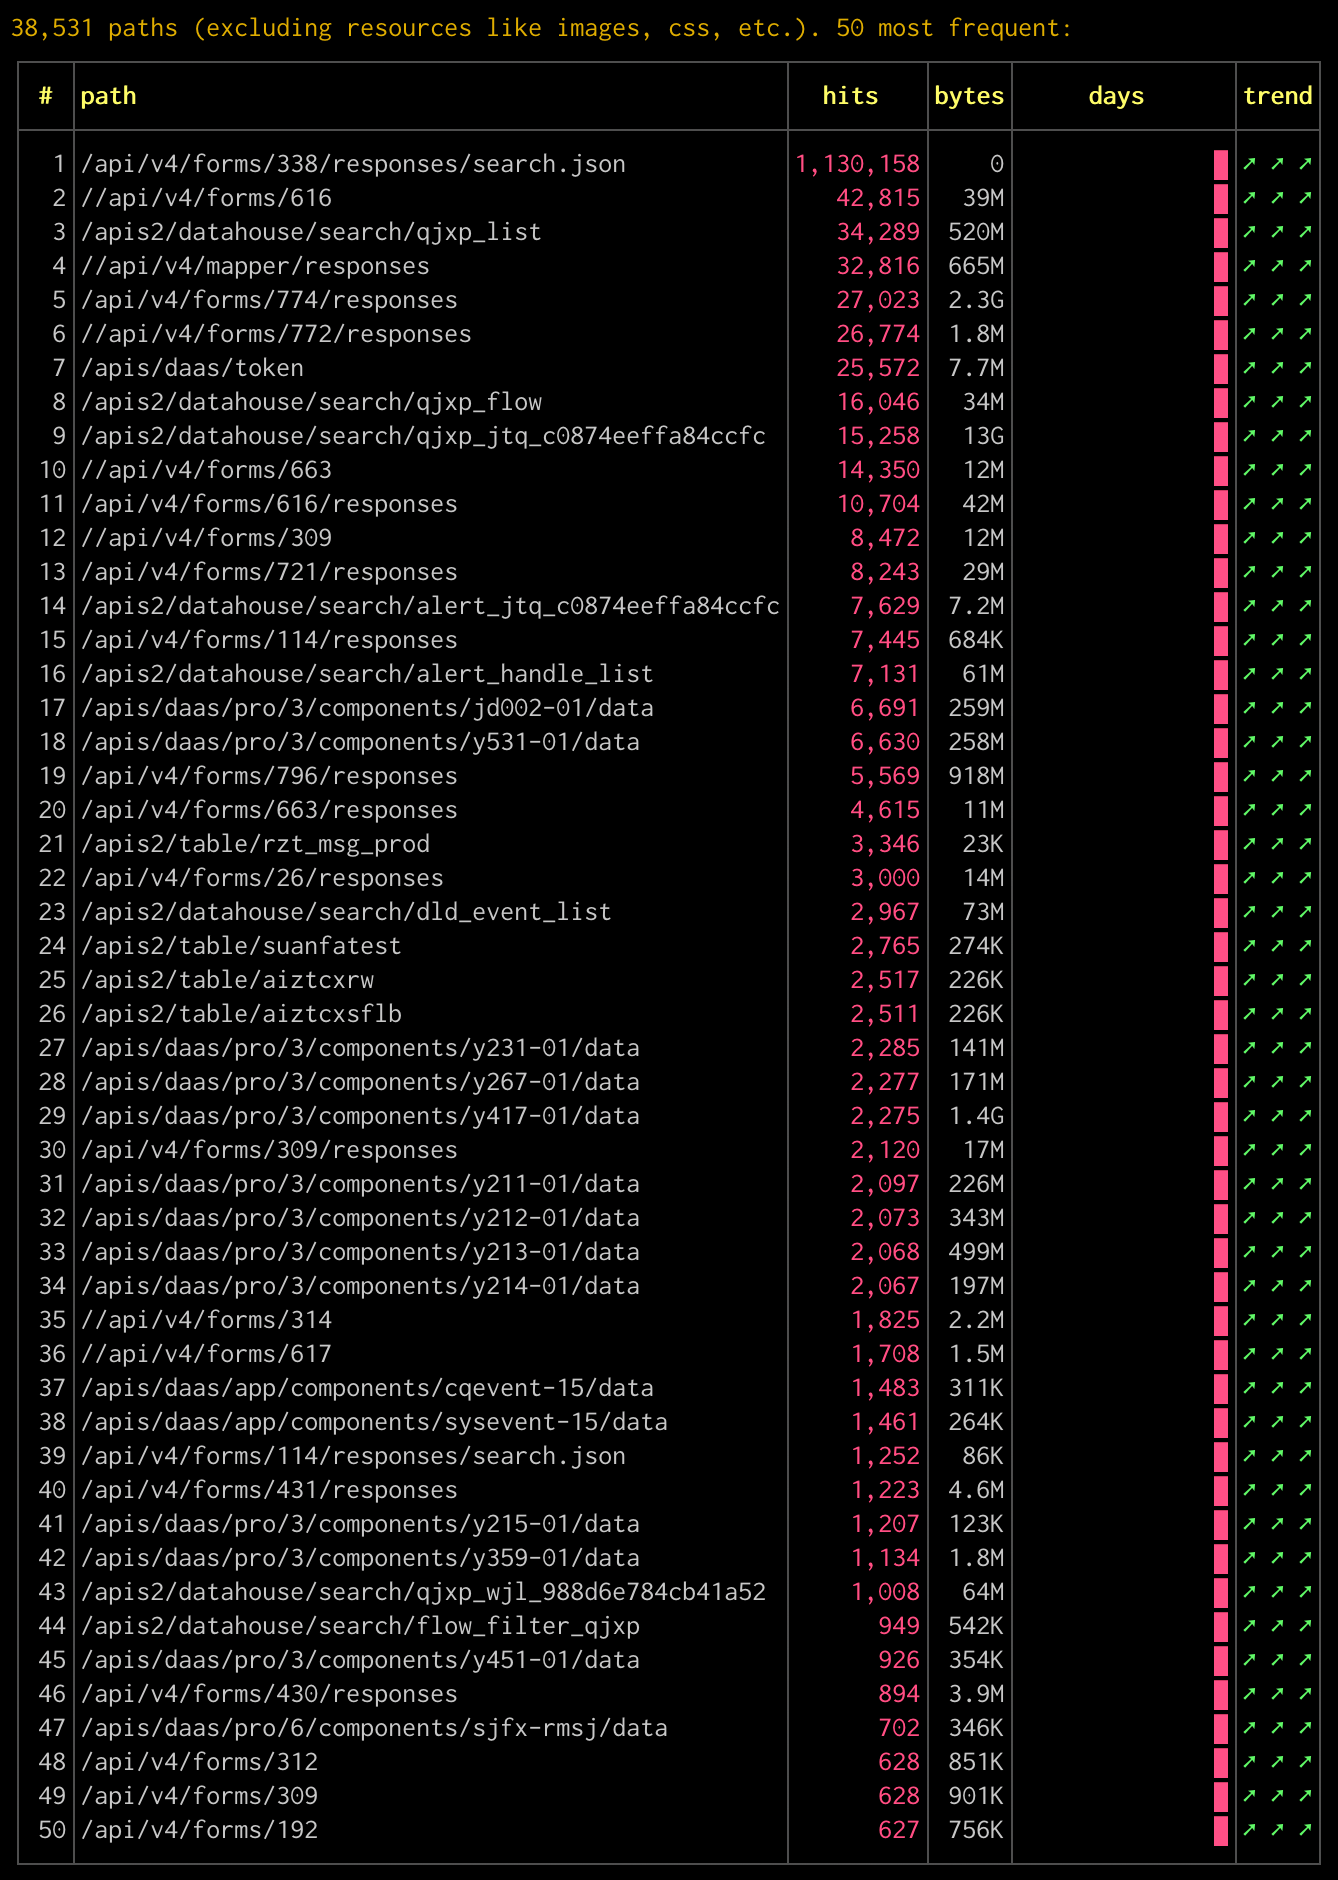 38,531 paths (excluding resources like images, css, etc.). 50 most frequent:
# path hits bytes days trend
1 /api/v4/forms/338/responses/search.json 1,130,158 0 ➚ ➚ ➚
2 //api/v4/forms/616 42,815 39M ➚ ➚ ➚
3 /apis2/datahouse/search/qjxp_list 34,289 520M ➚ ➚ ➚
4 //api/v4/mapper/responses 32,816 665M ➚ ➚ ➚
5 /api/v4/forms/774/responses 27,023 2.3G ➚ ➚ ➚
6 //api/v4/forms/772/responses 26,774 1.8M ➚ ➚ ➚
7 /apis/daas/token 25,572 7.7M ➚ ➚ ➚
8 /apis2/datahouse/search/qjxp_flow 16,046 34M ➚ ➚ ➚
9 /apis2/datahouse/search/qjxp_jtq_c0874eeffa84ccfc 15,258 13G ➚ ➚ ➚
10 //api/v4/forms/663 14,350 12M ➚ ➚ ➚
11 /api/v4/forms/616/responses 10,704 42M ➚ ➚ ➚
12 //api/v4/forms/309 8,472 12M ➚ ➚ ➚
13 /api/v4/forms/721/responses 8,243 29M ➚ ➚ ➚
14 /apis2/datahouse/search/alert_jtq_c0874eeffa84ccfc 7,629 7.2M ➚ ➚ ➚
15 /api/v4/forms/114/responses 7,445 684K ➚ ➚ ➚
16 /apis2/datahouse/search/alert_handle_list 7,131 61M ➚ ➚ ➚
17 /apis/daas/pro/3/components/jd002-01/data 6,691 259M ➚ ➚ ➚
18 /apis/daas/pro/3/components/y531-01/data 6,630 258M ➚ ➚ ➚
19 /api/v4/forms/796/responses 5,569 918M ➚ ➚ ➚
20 /api/v4/forms/663/responses 4,615 11M ➚ ➚ ➚
21 /apis2/table/rzt_msg_prod 3,346 23K ➚ ➚ ➚
22 /api/v4/forms/26/responses 3,000 14M ➚ ➚ ➚
23 /apis2/datahouse/search/dld_event_list 2,967 73M ➚ ➚ ➚
24 /apis2/table/suanfatest 2,765 274K ➚ ➚ ➚
25 /apis2/table/aiztcxrw 2,517 226K ➚ ➚ ➚
26 /apis2/table/aiztcxsflb 2,511 226K ➚ ➚ ➚
27 /apis/daas/pro/3/components/y231-01/data 2,285 141M ➚ ➚ ➚
28 /apis/daas/pro/3/components/y267-01/data 2,277 171M ➚ ➚ ➚
29 /apis/daas/pro/3/components/y417-01/data 2,275 1.4G ➚ ➚ ➚
30 /api/v4/forms/309/responses 2,120 17M ➚ ➚ ➚
31 /apis/daas/pro/3/components/y211-01/data 2,097 226M ➚ ➚ ➚
32 /apis/daas/pro/3/components/y212-01/data 2,073 343M ➚ ➚ ➚
33 /apis/daas/pro/3/components/y213-01/data 2,068 499M ➚ ➚ ➚
34 /apis/daas/pro/3/components/y214-01/data 2,067 197M ➚ ➚ ➚
35 //api/v4/forms/314 1,825 2.2M ➚ ➚ ➚
36 //api/v4/forms/617 1,708 1.5M ➚ ➚ ➚
37 /apis/daas/app/components/cqevent-15/data 1,483 311K ➚ ➚ ➚
38 /apis/daas/app/components/sysevent-15/data 1,461 264K ➚ ➚ ➚
39 /api/v4/forms/114/responses/search.json 1,252 86K ➚ ➚ ➚
40 /api/v4/forms/431/responses 1,223 4.6M ➚ ➚ ➚
41 /apis/daas/pro/3/components/y215-01/data 1,207 123K ➚ ➚ ➚
42 /apis/daas/pro/3/components/y359-01/data 1,134 1.8M ➚ ➚ ➚
43 /apis2/datahouse/search/qjxp_wjl_988d6e784cb41a52 1,008 64M ➚ ➚ ➚
44 /apis2/datahouse/search/flow_filter_qjxp 949 542K ➚ ➚ ➚
45 /apis/daas/pro/3/components/y451-01/data 926 354K ➚ ➚ ➚
46 /api/v4/forms/430/responses 894 3.9M ➚ ➚ ➚
47 /apis/daas/pro/6/components/sjfx-rmsj/data 702 346K ➚ ➚ ➚
48 /api/v4/forms/312 628 851K ➚ ➚ ➚
49 /api/v4/forms/309 628 901K ➚ ➚ ➚
50 /api/v4/forms/192 627 756K ➚ ➚ ➚